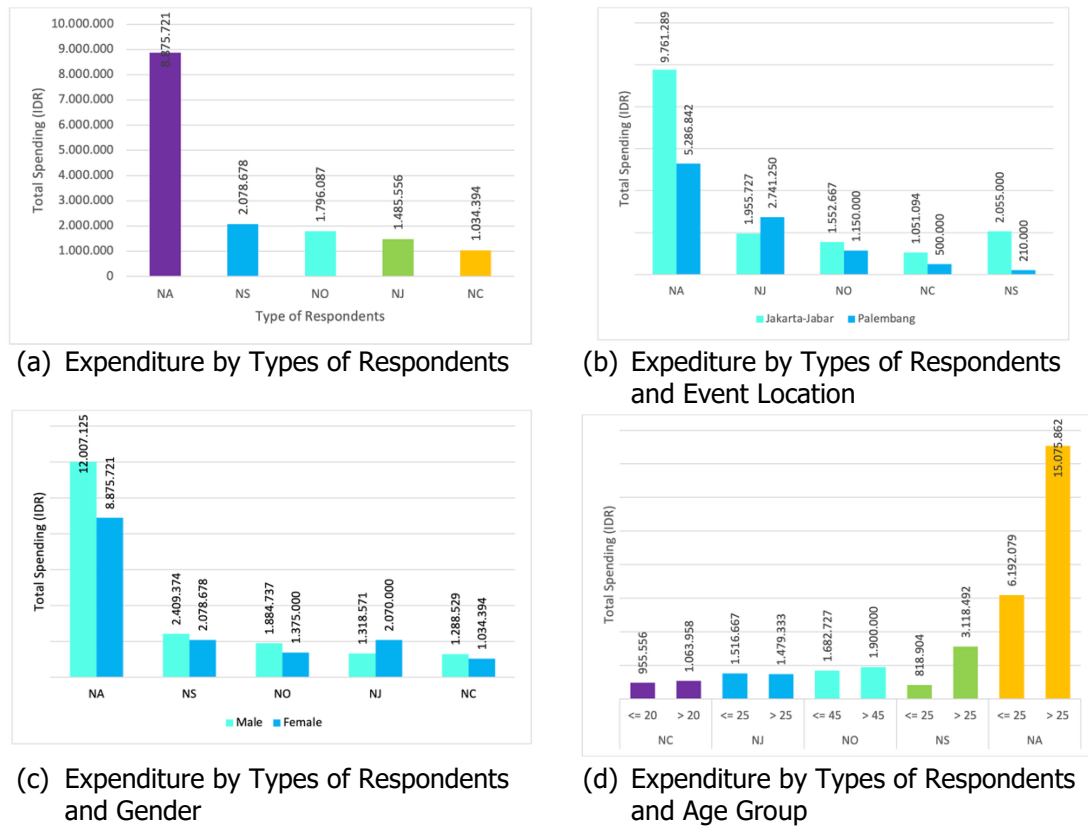 10.000.000
9.000.000
8.000.000
7.000.000
6.000.000
5.000.000
4.000.000
3.000.000
2.000.000
1.000.000
0
Total Spending (IDR)
8.875.721
2.078.678
1.796.087
1.485.556
1.034.394
NA NS NO NJ NC
Type of Respondents
(a) Expenditure by Types of Respondents
Total Spending (IDR)
9.761.289
5.286.842
1.955.727
2.741.250
1.552.667
1.150.000
1.051.094
500.000
2.055.000
210.000
NA NJ NO NC NS
Jakarta-Jabar Palembang
(b) Expediture by Types of Respondents
and Event Location
Total Spending (IDR)
12.007.125
8.875.721
2.409.374
2.078.678
1.884.737
1.375.000
1.318.571
2.070.000
1.288.529
1.034.394
NA NS NO NJ NC
Male Female
(c) Expenditure by Types of Respondents
and Gender
Total Spending (IDR)
955.556
1.063.958
1.516.667
1.479.333
1.682.727
1.900.000
818.904
3.118.492
6.192.079
15.075.862
<= 20 > 20 <= 25 > 25 <= 45 > 45 <= 25 > 25 <= 25 > 25
NC NJ NO NS NA
(d) Expenditure by Types of Respondents
and Age Group